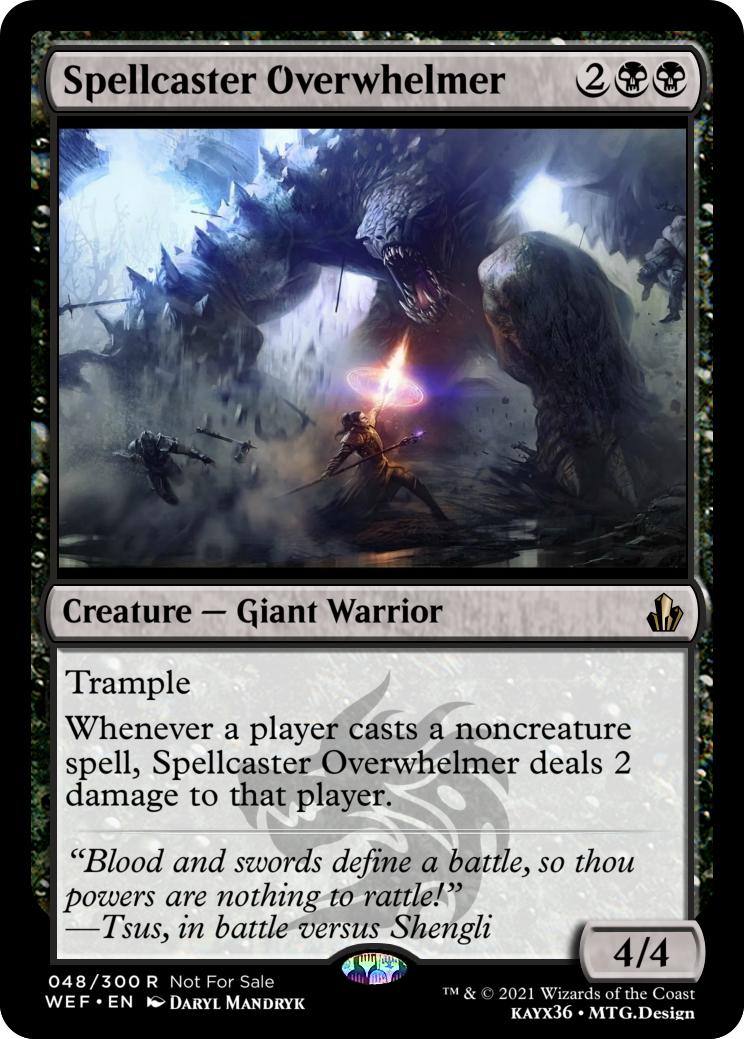 Spellcaster Overwhelmer 2
Creature — Giant Warrior
Trample
Whenever a player casts a noncreature
spell, Spellcaster Overwhelmer deals 2
damage to that player.
“Blood and swords define a battle, so thou
powers are nothing to rattle!”
—Tsus, in battle versus Shengli
4/4
048/300 R Not For Sale
WEF • EN DARYL MANDRYK
™ & © 2021 Wizards of the Coast
KAYX36 • MTG.Design